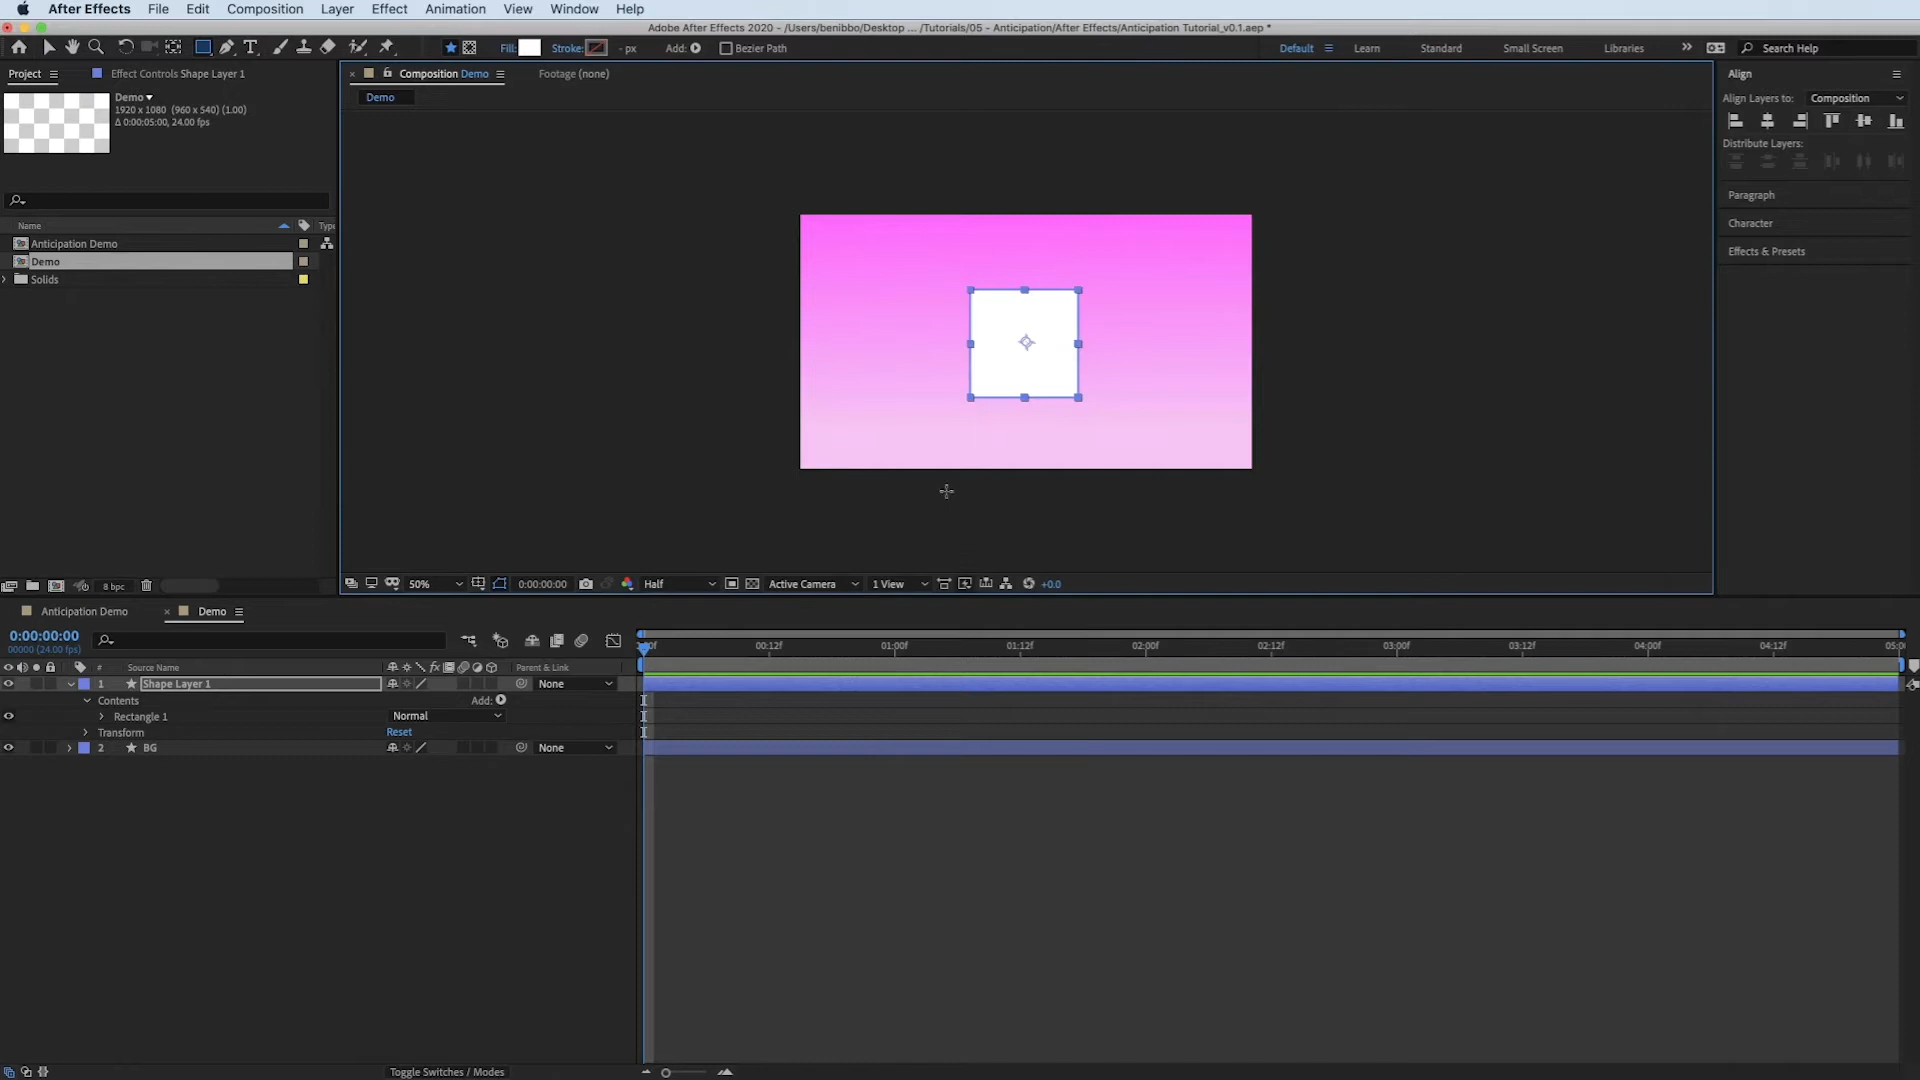 After Effects File Edit Composition Layer Effect Animation View Window Help
Adobe After Effects 2020 - /Users/benibbo/Desktop ... /Tutorials/05 - Anticipation/After Effects/Anticipation Tutorial_v0.1.aep *
Fill: Stroke: - px Add: Bezier Path Default Learn Standard Small Screen Libraries Search Help
Project Effect Controls Shape Layer 1 Composition Demo Footage (none) Align
Demo
1920 x 1080 (960 x 540) (1.00)
Δ 0:00:05:00, 24.00 fps
Demo
Align Layers to: Composition
Distribute Layers:
Paragraph
Character
Effects & Presets
Name Type
Anticipation Demo
Demo
Solids
8 bpc 50% 0:00:00:00 Half Active Camera 1 View +0.0
Anticipation Demo Demo
0:00:00:00
00000 (24.00 fps)
00:12f 01:00f 01:12f 02:00f 02:12f 03:00f 03:12f 04:00f 04:12f
# Source Name fx Parent & Link
1 Shape Layer 1 None
Contents Add:
Rectangle 1 Normal
Transform Reset
2 BG None
Toggle Switches / Modes